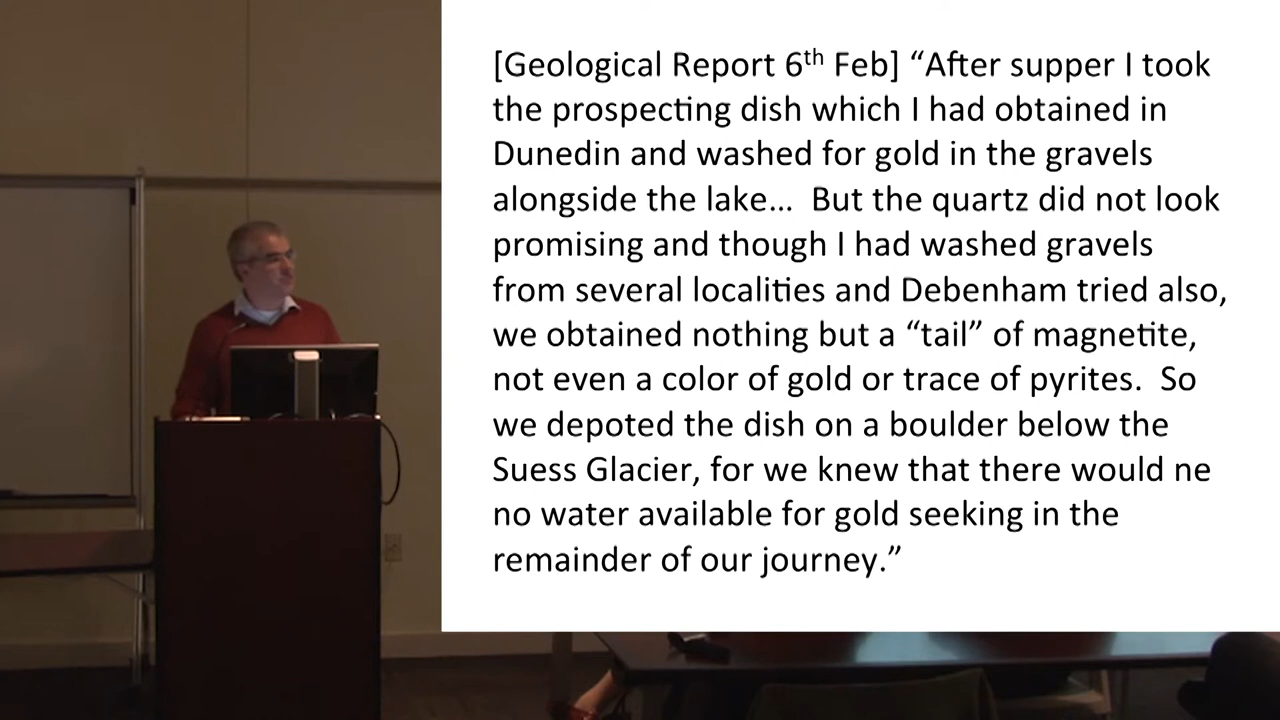 [Geological Report 6th Feb] “After supper I took
the prospecting dish which I had obtained in
Dunedin and washed for gold in the gravels
alongside the lake… But the quartz did not look
promising and though I had washed gravels
from several localities and Debenham tried also,
we obtained nothing but a “tail” of magnetite,
not even a color of gold or trace of pyrites. So
we depoted the dish on a boulder below the
Suess Glacier, for we knew that there would ne
no water available for gold seeking in the
remainder of our journey.”